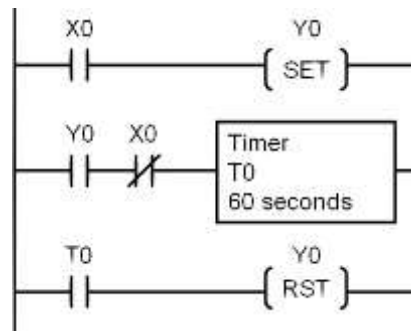 X0 Y0
SET
Y0 X0
Timer
T0
60 seconds
T0 Y0
RST